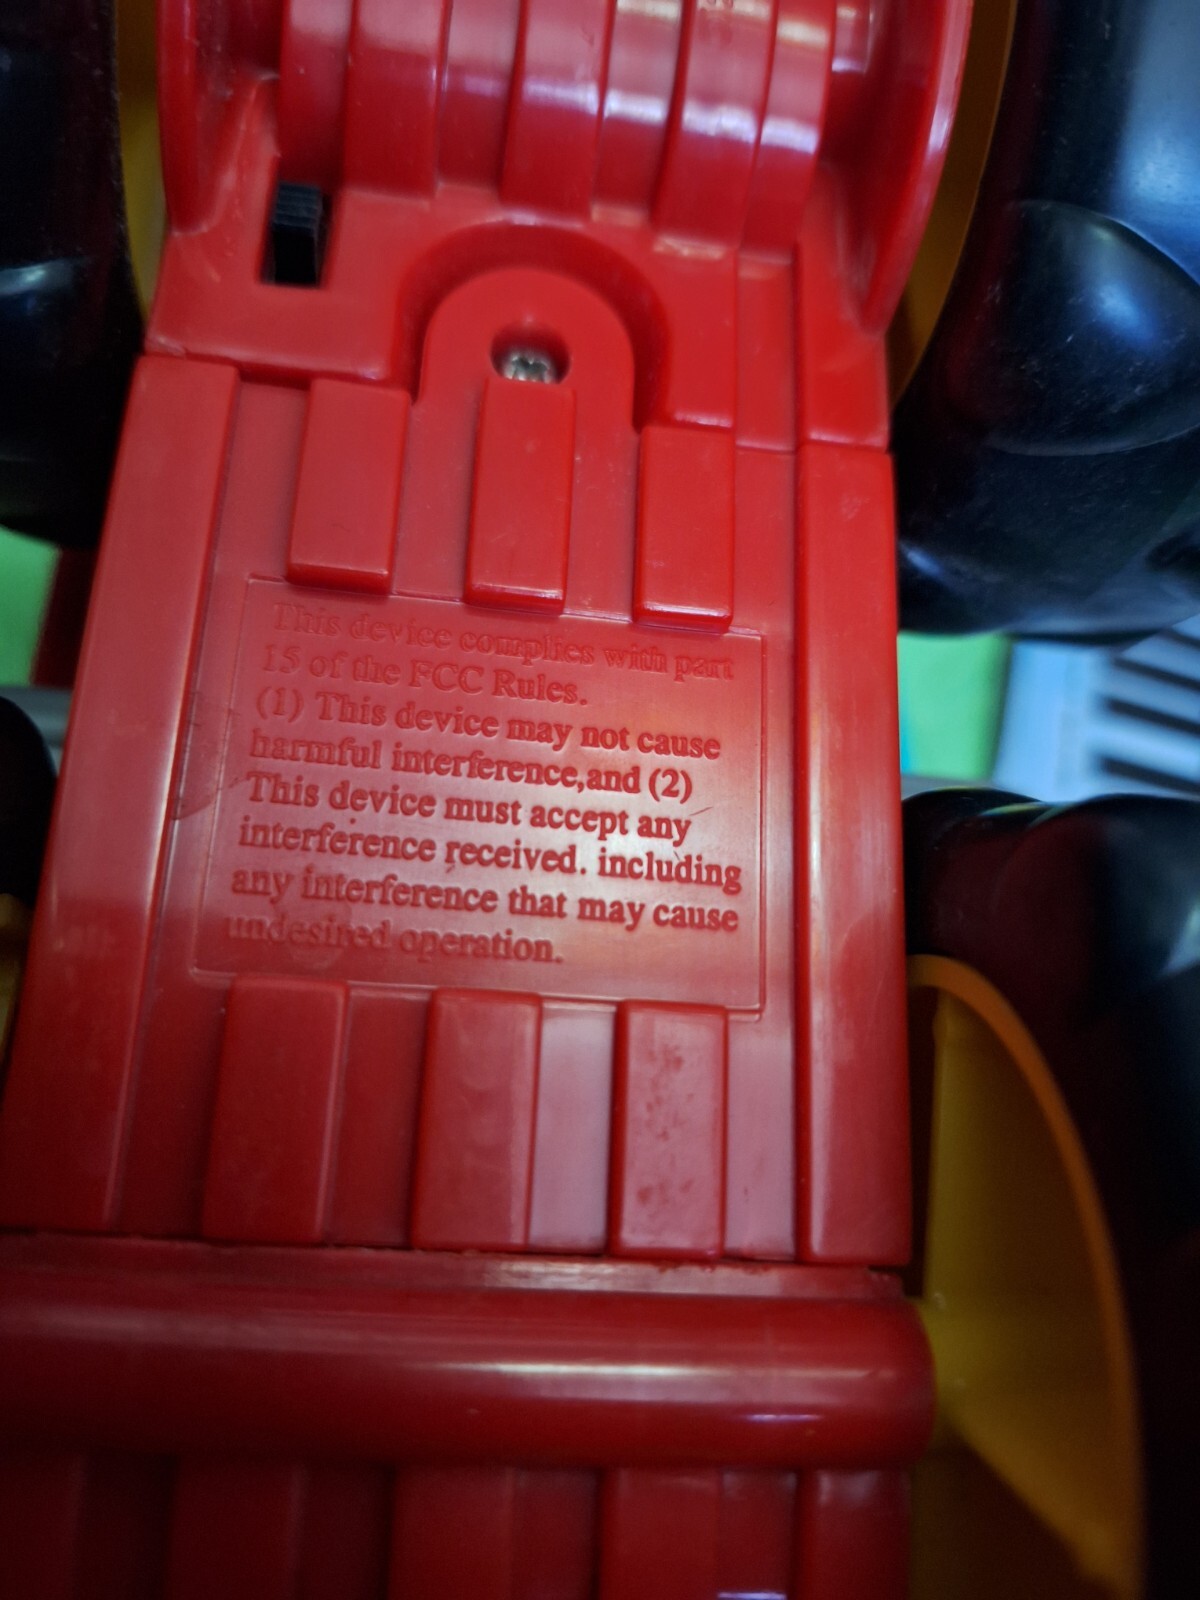 This device complies with part
15 of the FCC Rules.
(1) This device may not cause
harmful interference,and (2)
This device must accept any
interference received. including
any interference that may cause
undesired operation.